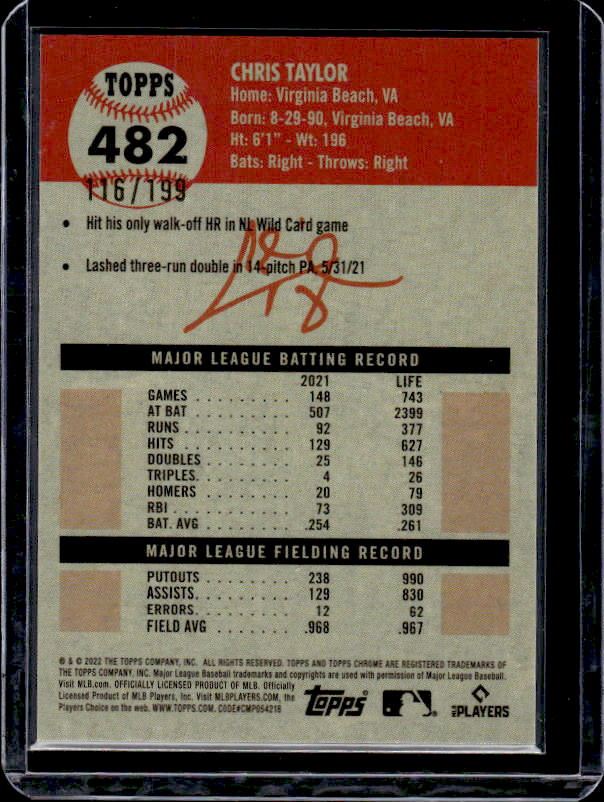 TOPPS
482
116/199
CHRIS TAYLOR
Home: Virginia Beach, VA
Born: 8-29-90, Virginia Beach, VA
Ht: 6'1" - Wt: 196
Bats: Right - Throws: Right
• Hit his only walk-off HR in NL Wild Card game
• Lashed three-run double in 14-pitch PA, 5/31/21
MAJOR LEAGUE BATTING RECORD
2021 LIFE
GAMES . . . . . . . . . 148 743
AT BAT . . . . . . . . . 507 2399
RUNS . . . . . . . . . 92 377
HITS . . . . . . . . . 129 627
DOUBLES . . . . . . . . 25 146
TRIPLES. . . . . . . . . 4 26
HOMERS . . . . . . . . 20 79
RBI . . . . . . . . . . 73 309
BAT. AVG . . . . . . . . .254 .261
MAJOR LEAGUE FIELDING RECORD
PUTOUTS . . . . . . . . 238 990
ASSISTS. . . . . . . . . 129 830
ERRORS. . . . . . . . . 12 62
FIELD AVG . . . . . . . .968 .967
® & © 2022 THE TOPPS COMPANY, INC. ALL RIGHTS RESERVED. TOPPS AND TOPPS CHROME ARE REGISTERED TRADEMARKS OF
THE TOPPS COMPANY, INC. Major League Baseball trademarks and copyrights are used with permission of Major League Baseball.
Visit MLB.com. OFFICIALLY LICENSED PRODUCT OF MLB. Officially
Licensed Product of MLB Players, Inc. Visit MLBPLAYERS.COM, the
Players Choice on the web. WWW.TOPPS.COM. CODE#CMP054218
Topps
MLB PLAYERS